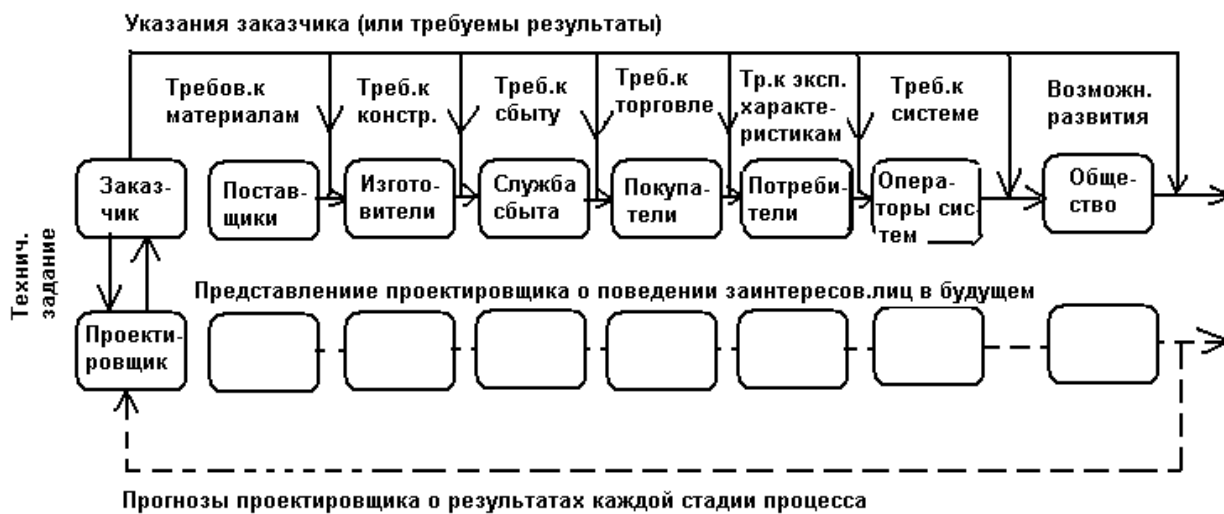 Указания заказчика (или требуемы результаты)
Требов.к
материалам
Треб.к
констр.
Треб.к
сбыту
Треб.к
торговле
Тр.к эксп.
характе-
ристикам
Треб.к
системе
Возможн.
развития
Заказ-
чик
Постав-
щики
Изгото-
вители
Служба
сбыта
Покупа-
тели
Потреби-
тели
Опера-
торы сис-
тем
Обще-
ство
Технич.
задание
Представлениие проектировщика о поведении заинтересов.лиц в будущем
Проекти-
ровщик
Прогнозы проектировщика о результатах каждой стадии процесса